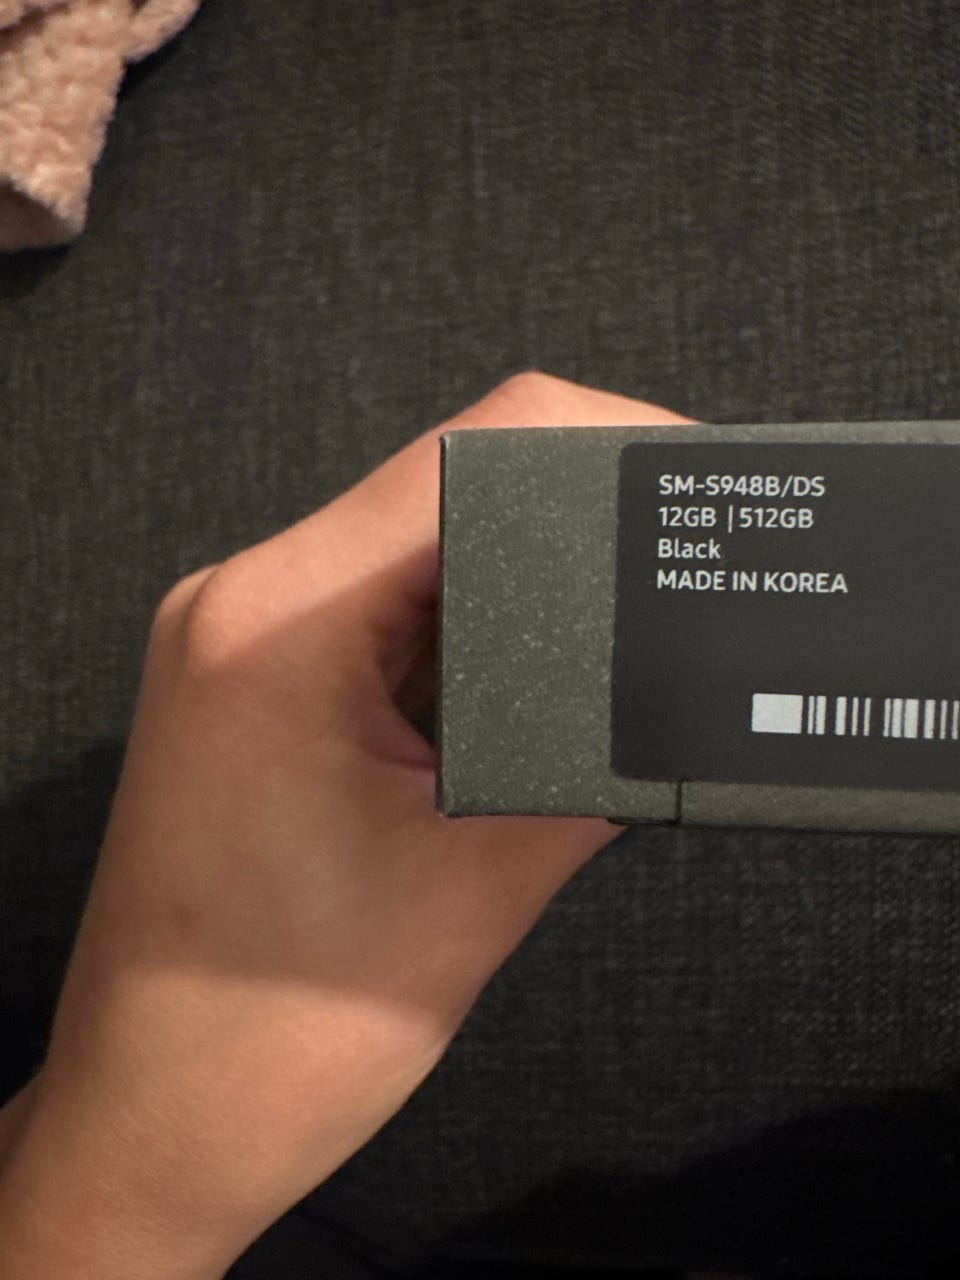 SM-S948B/DS
12GB | 512GB
Black
MADE IN KOREA